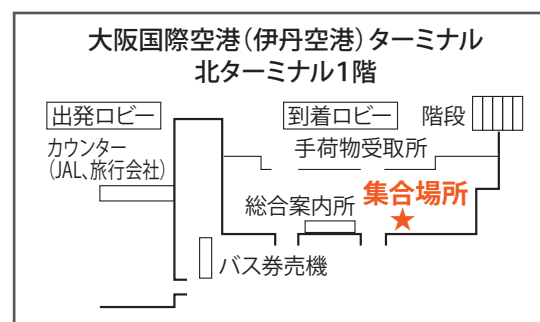 大阪国際空港（伊丹空港）ターミナル
北ターミナル1階
出発ロビー
到着ロビー
階段
カウンター
（JAL、旅行会社）
手荷物受取所
総合案内所
集合場所
★
バス券売機